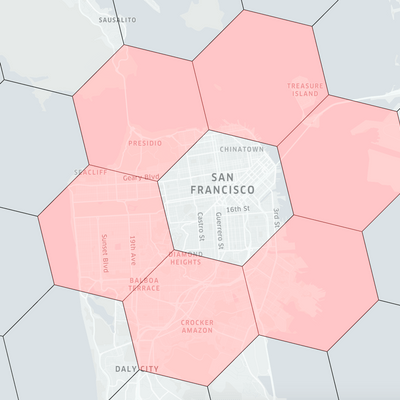 SAUSALITO
TREASURE
ISLAND
PRESIDIO
CHINATOWN
SEACLIFF
Geary Blvd
SAN
FRANCISCO
16th St
3rd St
Castro St
Guerrero St
Sunset Blvd
19th Ave
DIAMOND
HEIGHTS
BALBOA
TERRACE
CROCKER
AMAZON
DALY CITY